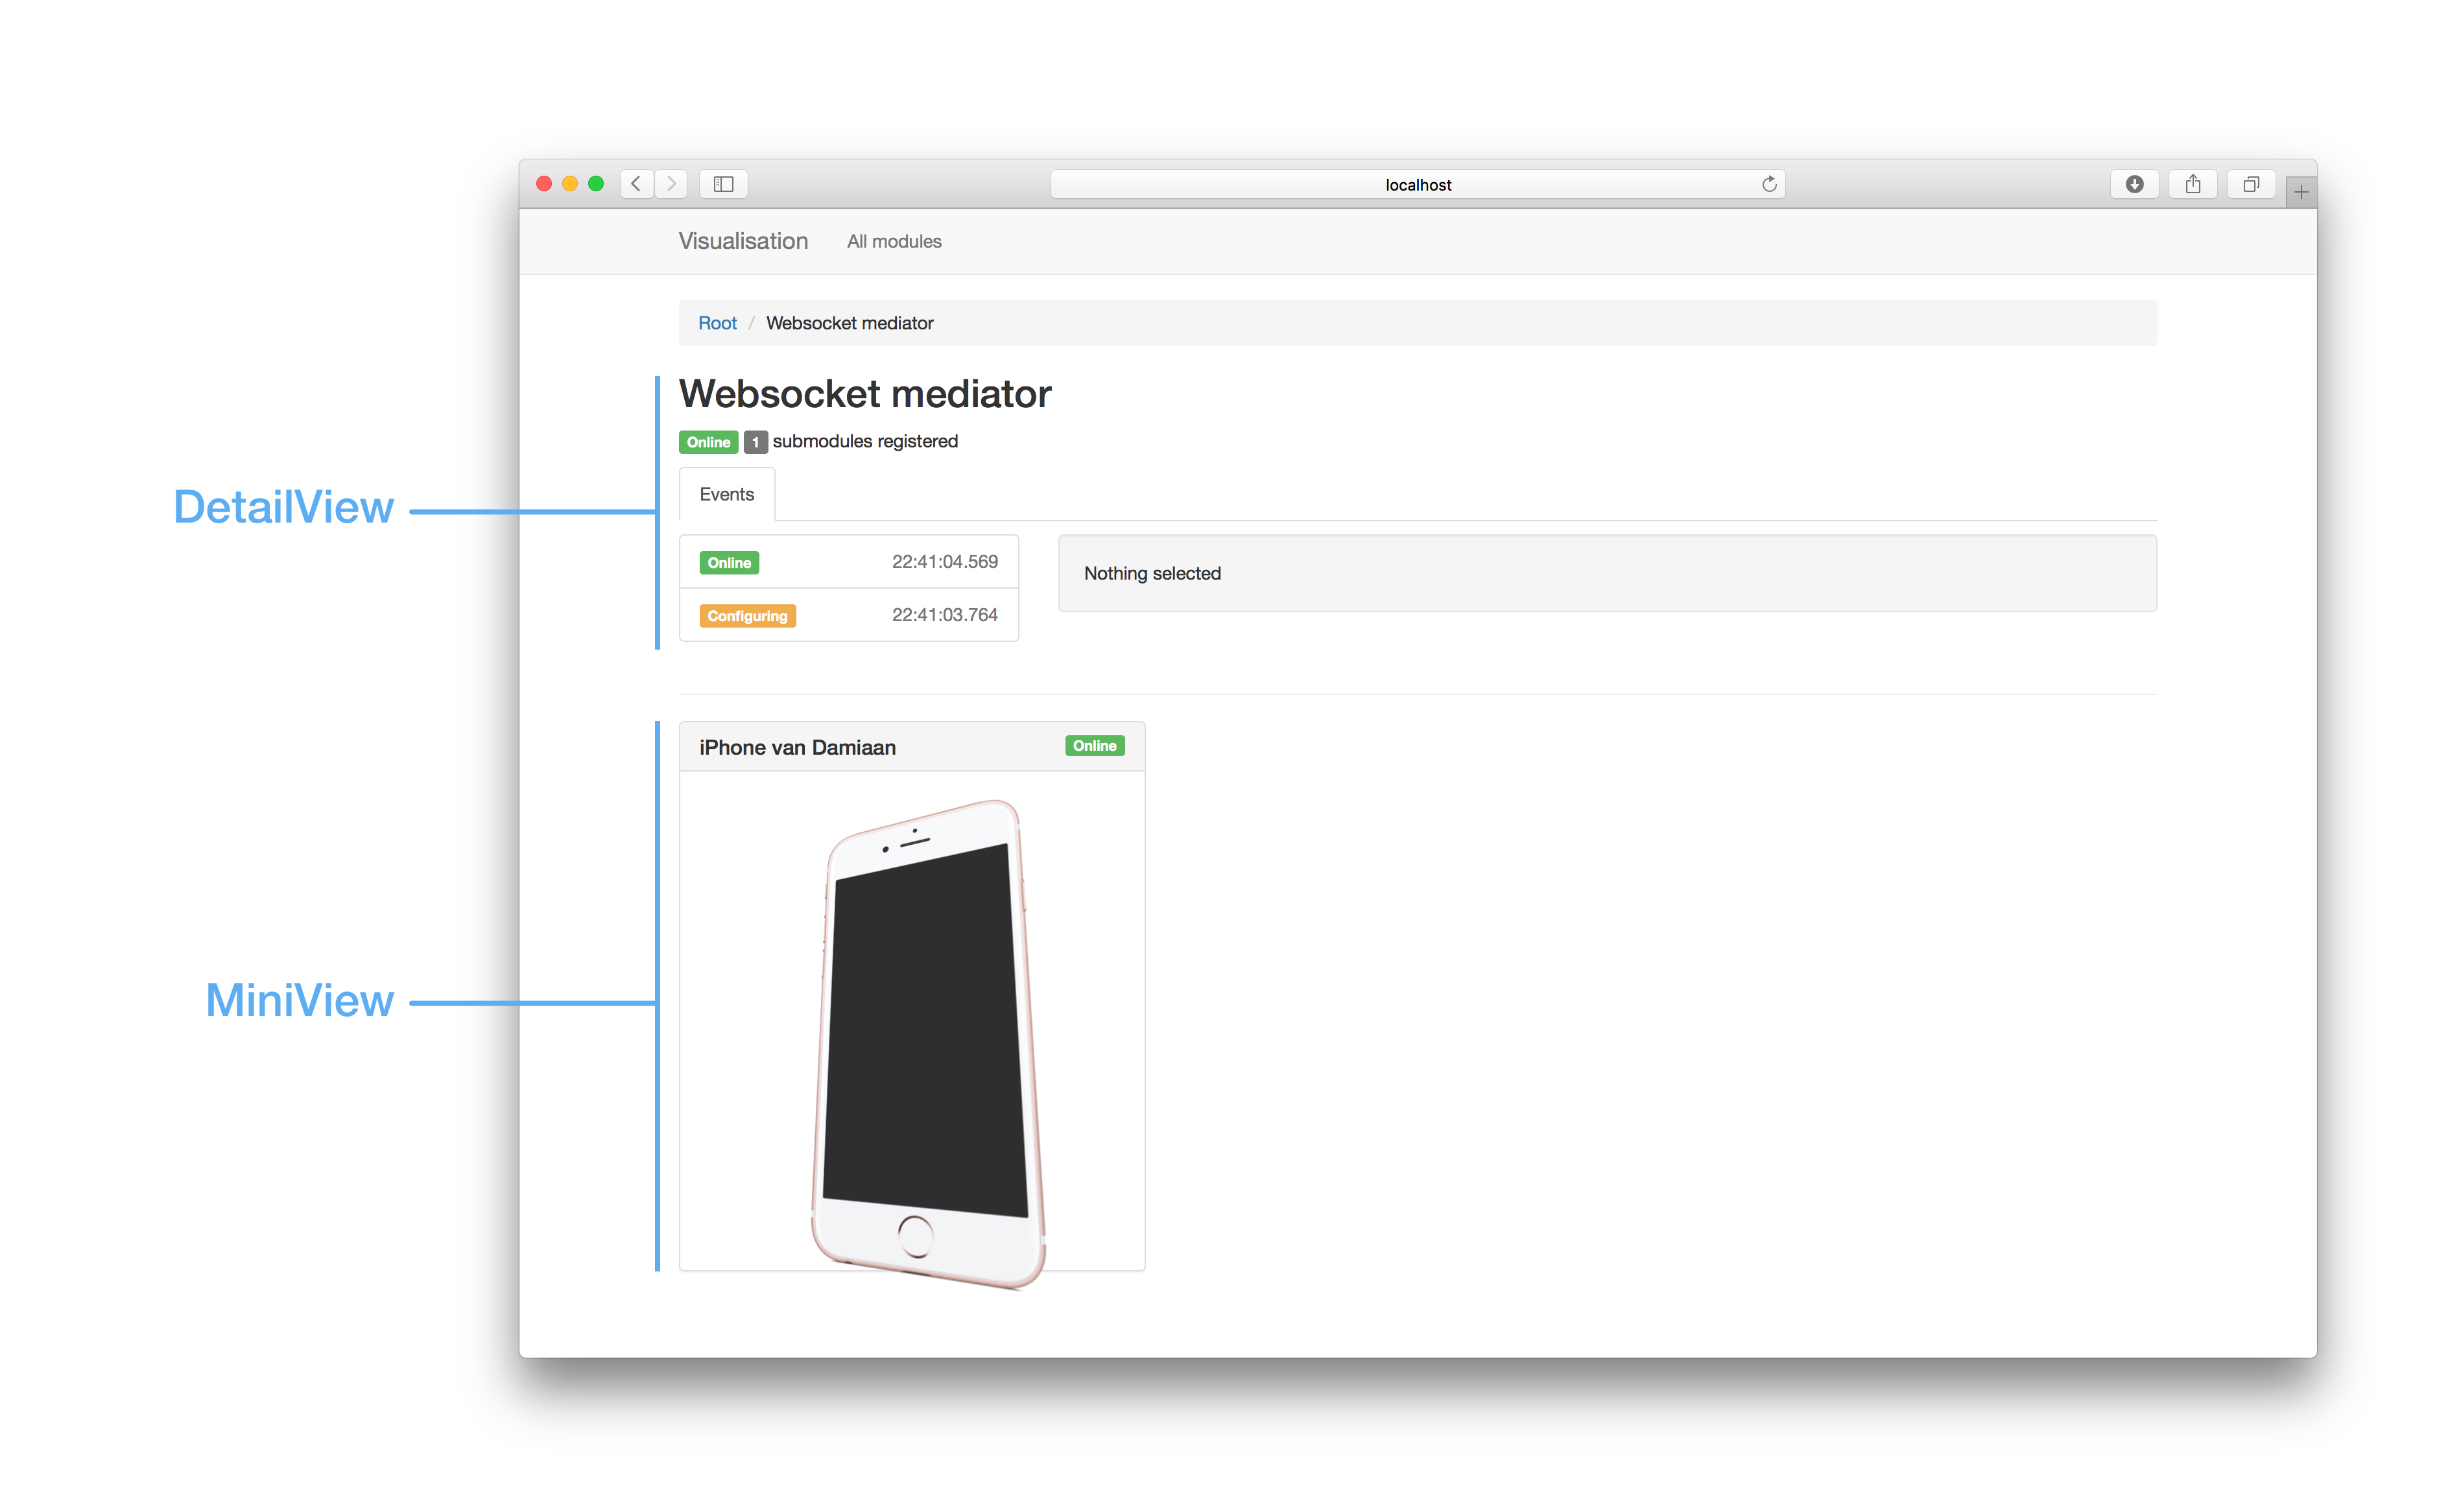 localhost
Visualisation All modules
Root / Websocket mediator
Websocket mediator
Online 1 submodules registered
DetailView
Events
Online 22:41:04.569
Nothing selected
Configuring 22:41:03.764
iPhone van Damiaan Online
MiniView